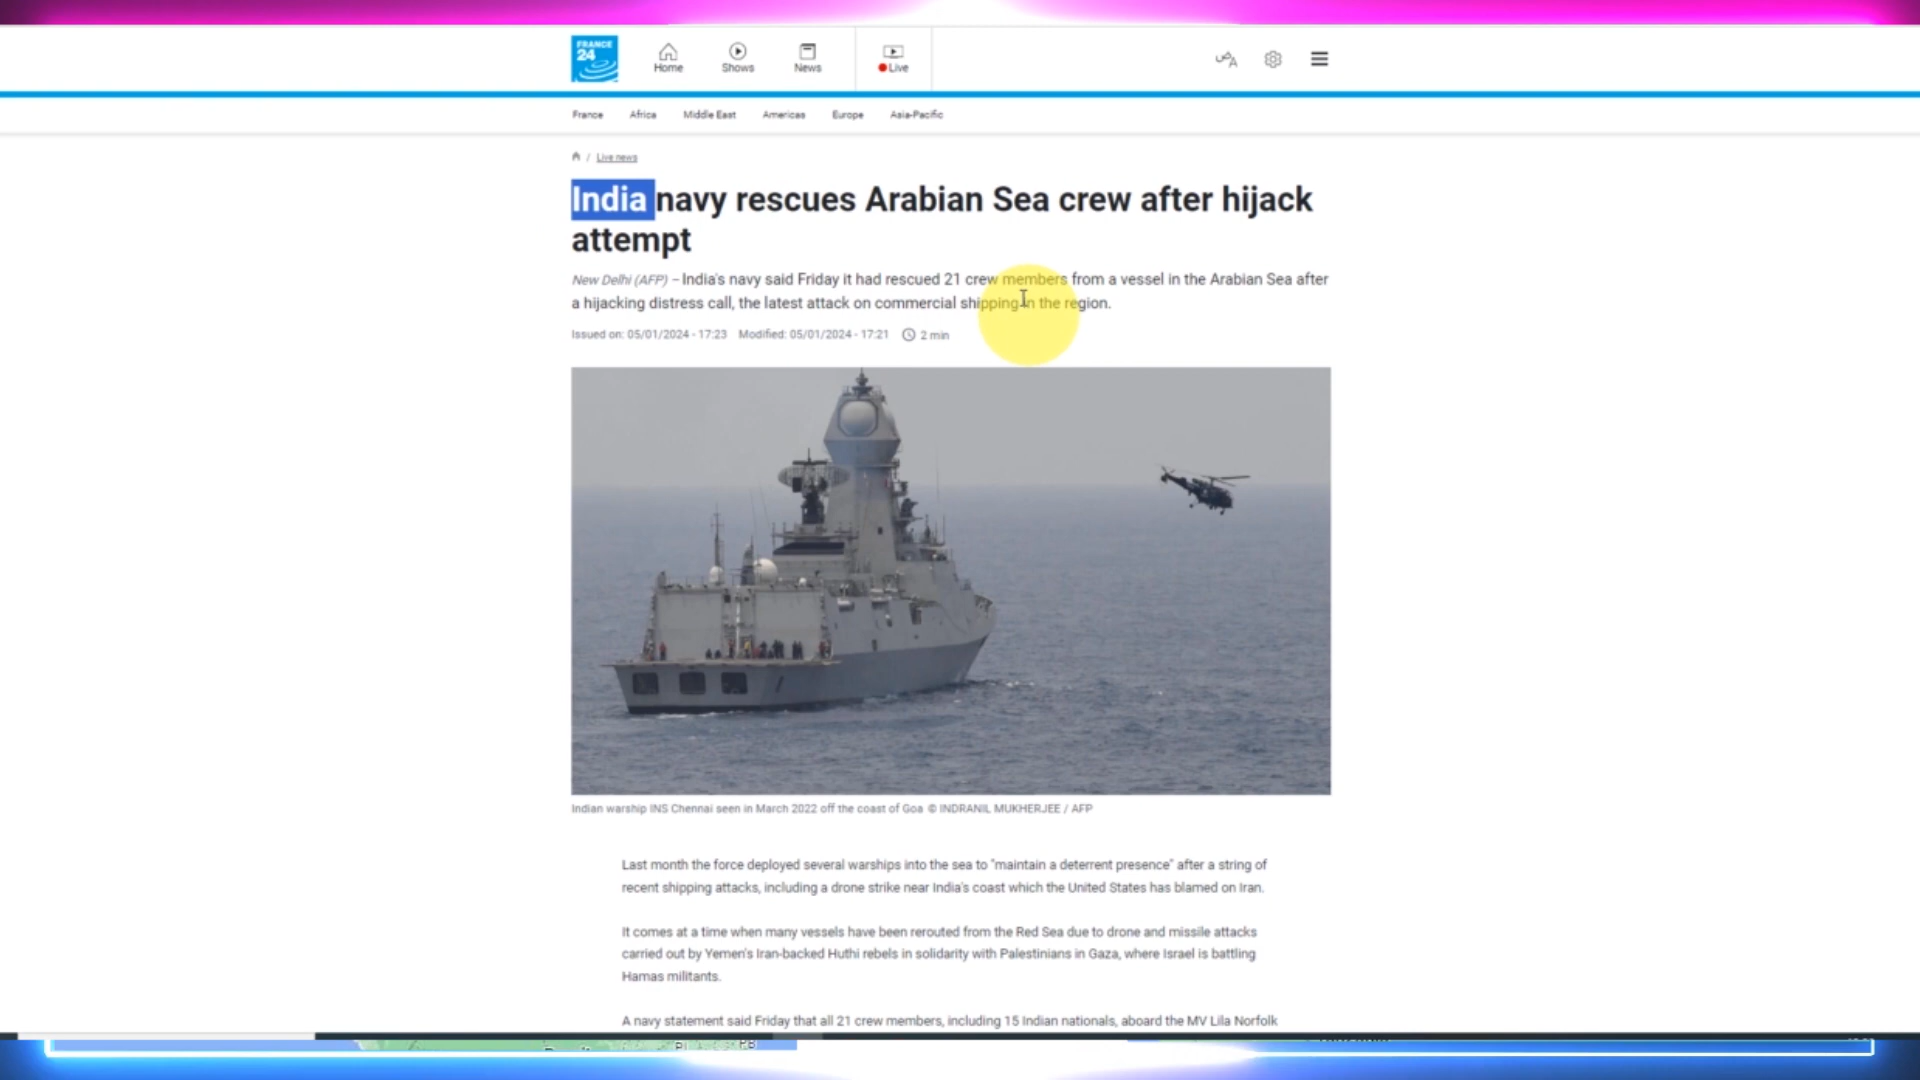 FRANCE
24
Home
Shows
News
Live
France
Africa
Middle East
Americas
Europe
Asia-Pacific
/ Live news
India navy rescues Arabian Sea crew after hijack
attempt
New Delhi (AFP) – India's navy said Friday it had rescued 21 crew members from a vessel in the Arabian Sea after
a hijacking distress call, the latest attack on commercial shipping in the region.
Issued on: 05/01/2024 - 17:23 Modified: 05/01/2024 - 17:21 2 min
Indian warship INS Chennai seen in March 2022 off the coast of Goa © INDRANIL MUKHERJEE / AFP
Last month the force deployed several warships into the sea to "maintain a deterrent presence" after a string of
recent shipping attacks, including a drone strike near India's coast which the United States has blamed on Iran.
It comes at a time when many vessels have been rerouted from the Red Sea due to drone and missile attacks
carried out by Yemen's Iran-backed Huthi rebels in solidarity with Palestinians in Gaza, where Israel is battling
Hamas militants.
A navy statement said Friday that all 21 crew members, including 15 Indian nationals, aboard the MV Lila Norfolk